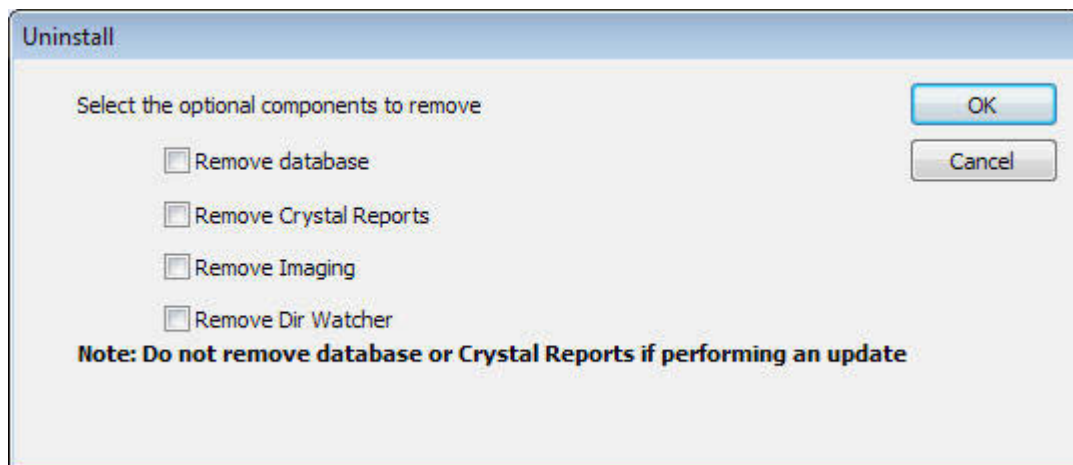 Uninstall
Select the optional components to remove
OK
Remove database
Cancel
Remove Crystal Reports
Remove Imaging
Remove Dir Watcher
Note: Do not remove database or Crystal Reports if performing an update